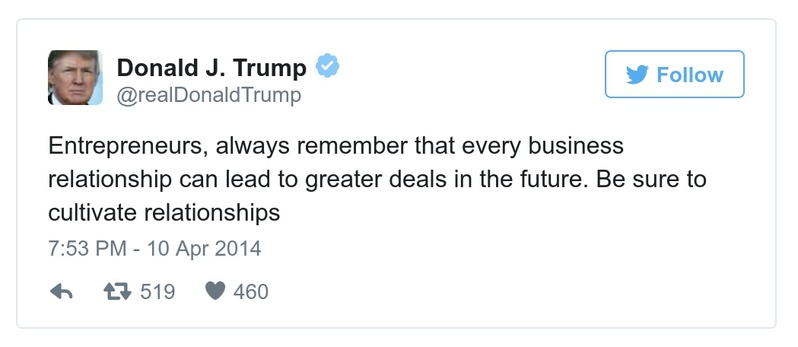 Donald J. Trump
@realDonaldTrump
Follow
Entrepreneurs, always remember that every business
relationship can lead to greater deals in the future. Be sure to
cultivate relationships
7:53 PM - 10 Apr 2014
519 460